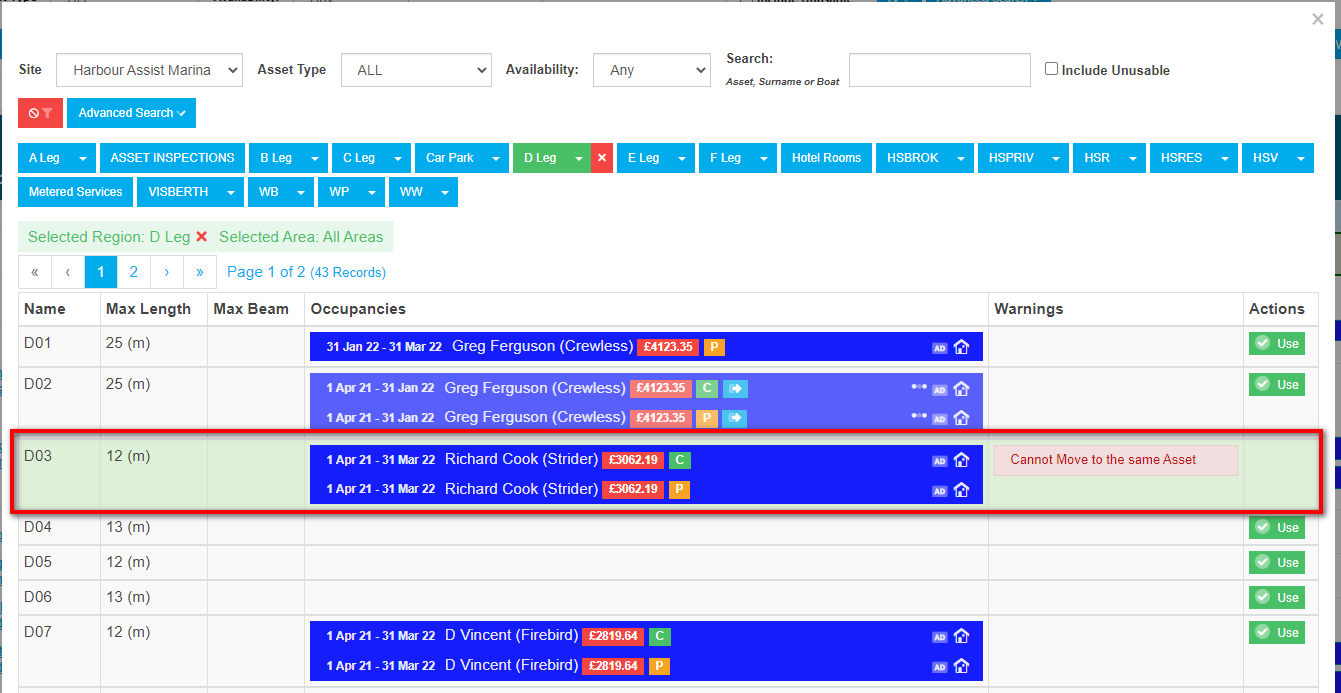 ×
Site Harbour Assist Marina Asset Type ALL Availability: Any Search: Asset, Surname or Boat Include Unusable
Advanced Search
A Leg ASSET INSPECTIONS B Leg C Leg Car Park D Leg × E Leg F Leg Hotel Rooms HSBROK HSPRIV HSR HSRES HSV
Metered Services VISBERTH WB WP WW
Selected Region: D Leg Selected Area: All Areas
« ‹ 1 2 › » Page 1 of 2 (43 Records)
Name Max Length Max Beam Occupancies Warnings Actions
D01 25 (m) 31 Jan 22 - 31 Mar 22 Greg Ferguson (Crewless) £4123.35 P AD Use
D02 25 (m) 1 Apr 21 - 31 Jan 22 Greg Ferguson (Crewless) £4123.35 C AD Use
1 Apr 21 - 31 Jan 22 Greg Ferguson (Crewless) £4123.35 P AD
D03 12 (m) 1 Apr 21 - 31 Mar 22 Richard Cook (Strider) £3062.19 C AD Cannot Move to the same Asset
1 Apr 21 - 31 Mar 22 Richard Cook (Strider) £3062.19 P AD
D04 13 (m) Use
D05 12 (m) Use
D06 13 (m) Use
D07 12 (m) 1 Apr 21 - 31 Mar 22 D Vincent (Firebird) £2819.64 C AD Use
1 Apr 21 - 31 Mar 22 D Vincent (Firebird) £2819.64 P AD